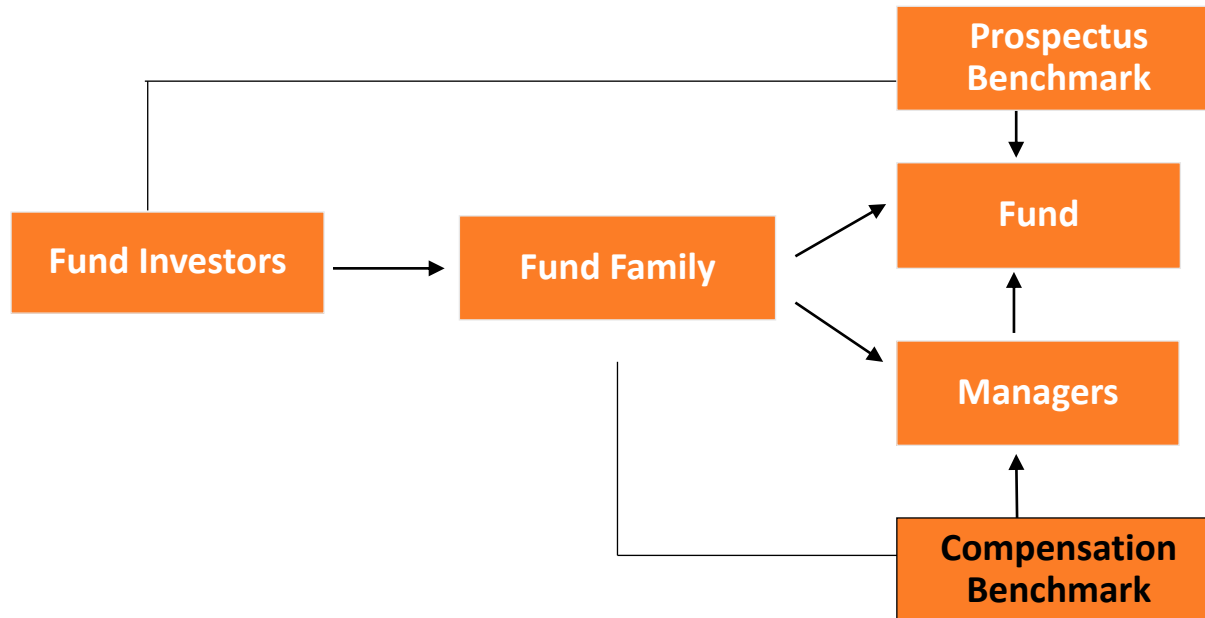 Prospectus
Benchmark
Fund
Fund Investors
Fund Family
Managers
Compensation
Benchmark